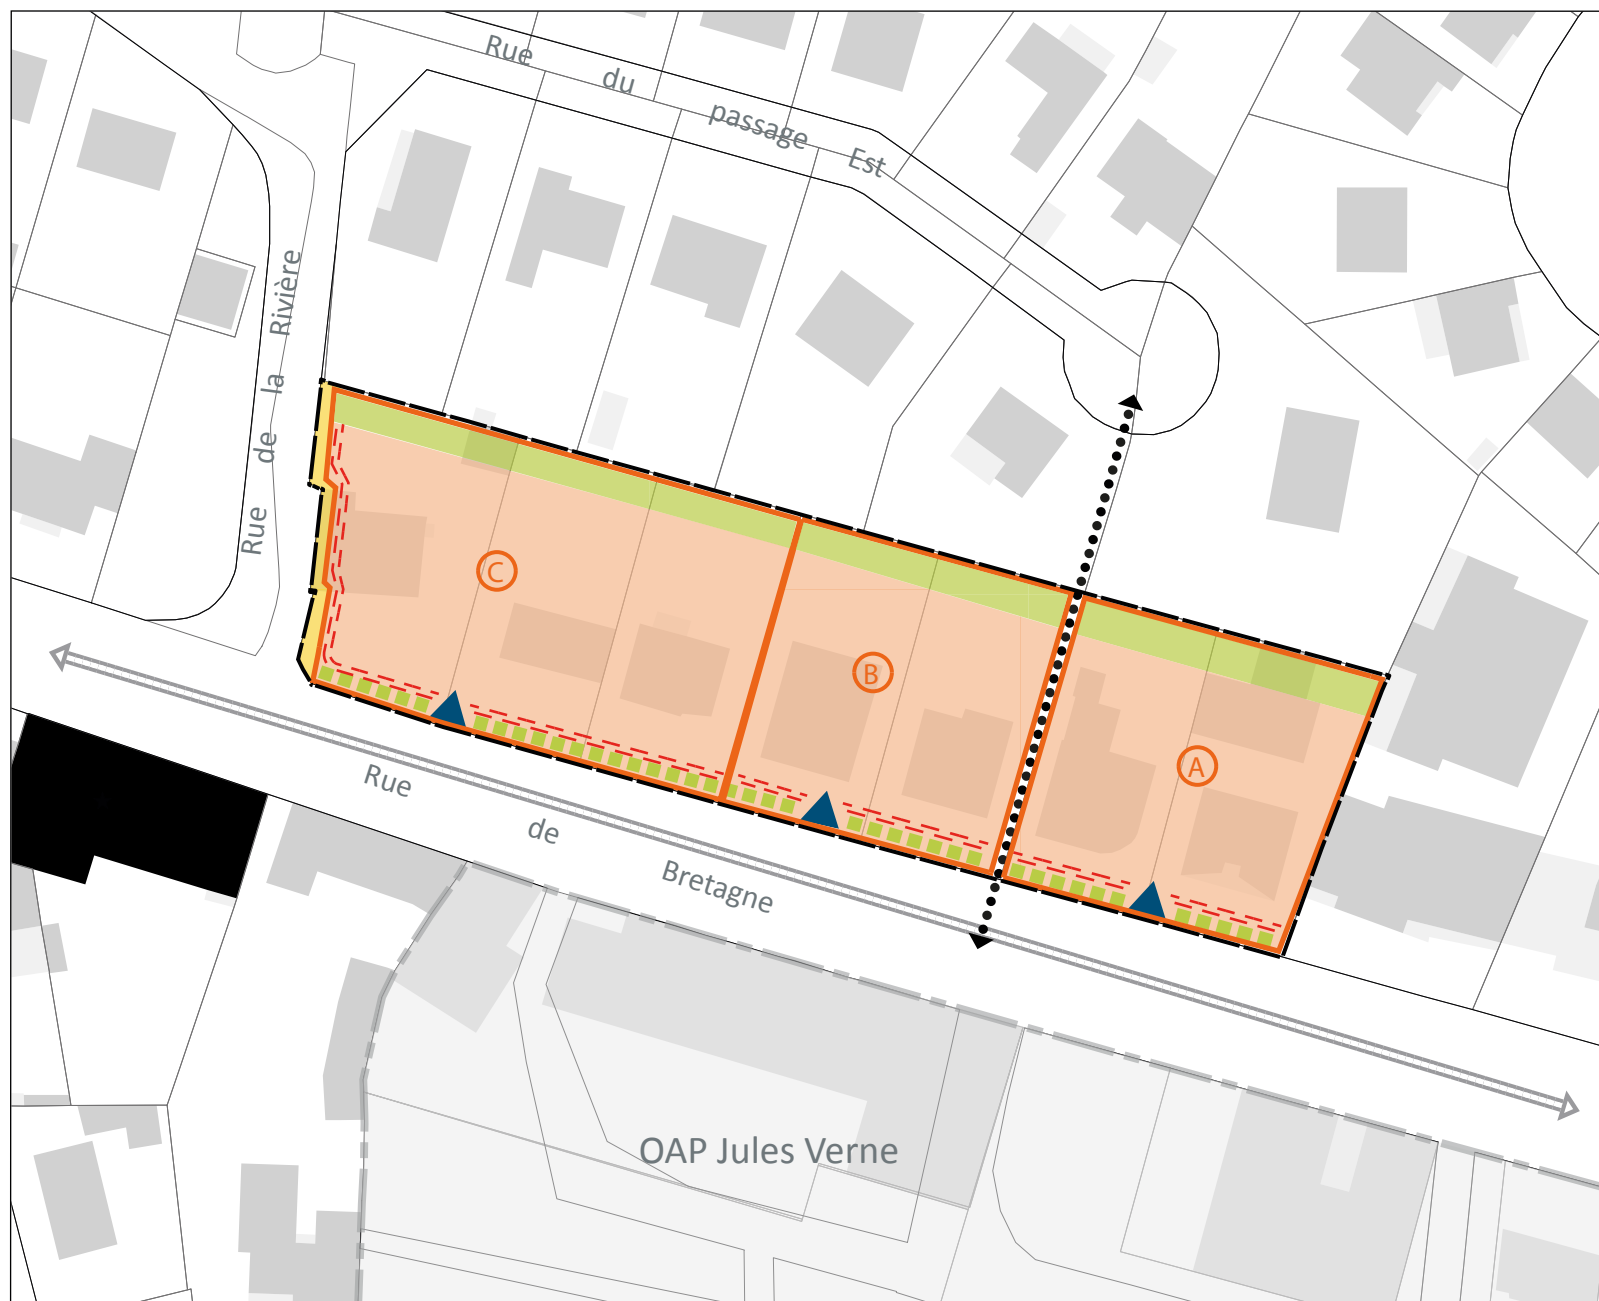 Rue du passage Est
Rue de la Rivière
C
B
A
Rue de Bretagne
OAP Jules Verne